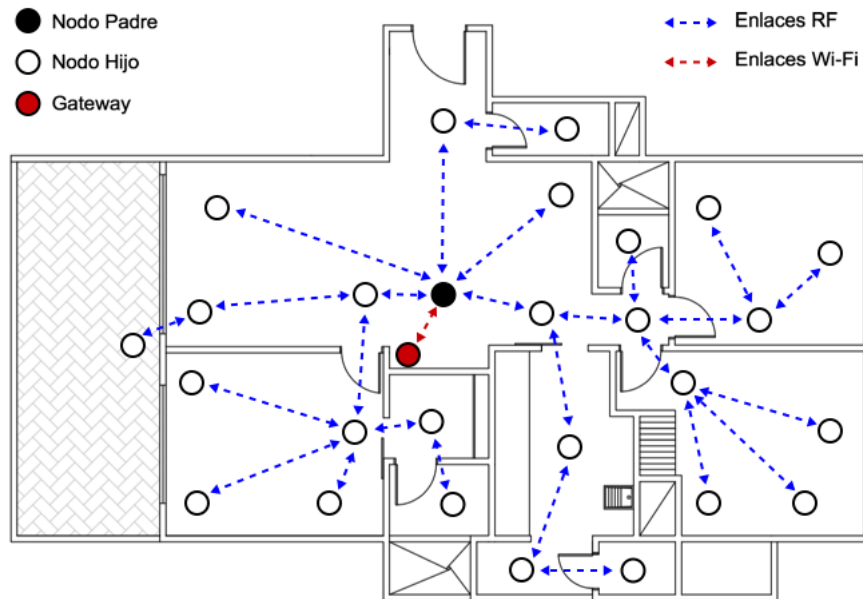 Nodo Padre
Nodo Hijo
Gateway
Enlaces RF
Enlaces Wi-Fi